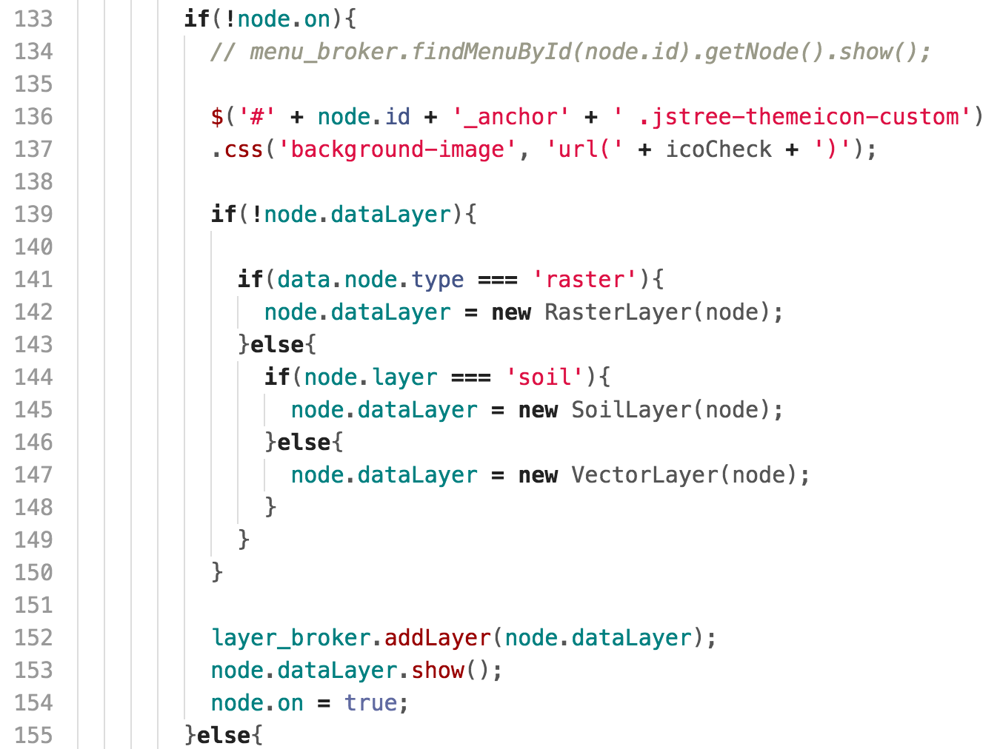 133 if(!node.on){
134 // menu_broker.findMenuById(node.id).getNode().show();
135
136 $('#' + node.id + '_anchor' + ' .jstree-themeicon-custom')
137 .css('background-image', 'url(' + icoCheck + ')');
138
139 if(!node.dataLayer){
140
141 if(data.node.type === 'raster'){
142 node.dataLayer = new RasterLayer(node);
143 }else{
144 if(node.layer === 'soil'){
145 node.dataLayer = new SoilLayer(node);
146 }else{
147 node.dataLayer = new VectorLayer(node);
148 }
149 }
150 }
151
152 layer_broker.addLayer(node.dataLayer);
153 node.dataLayer.show();
154 node.on = true;
155 }else{